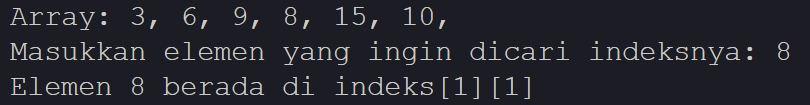 Array: 3, 6, 9, 8, 15, 10,
Masukkan elemen yang ingin dicari indeksnya: 8
Elemen 8 berada di indeks[1][1]